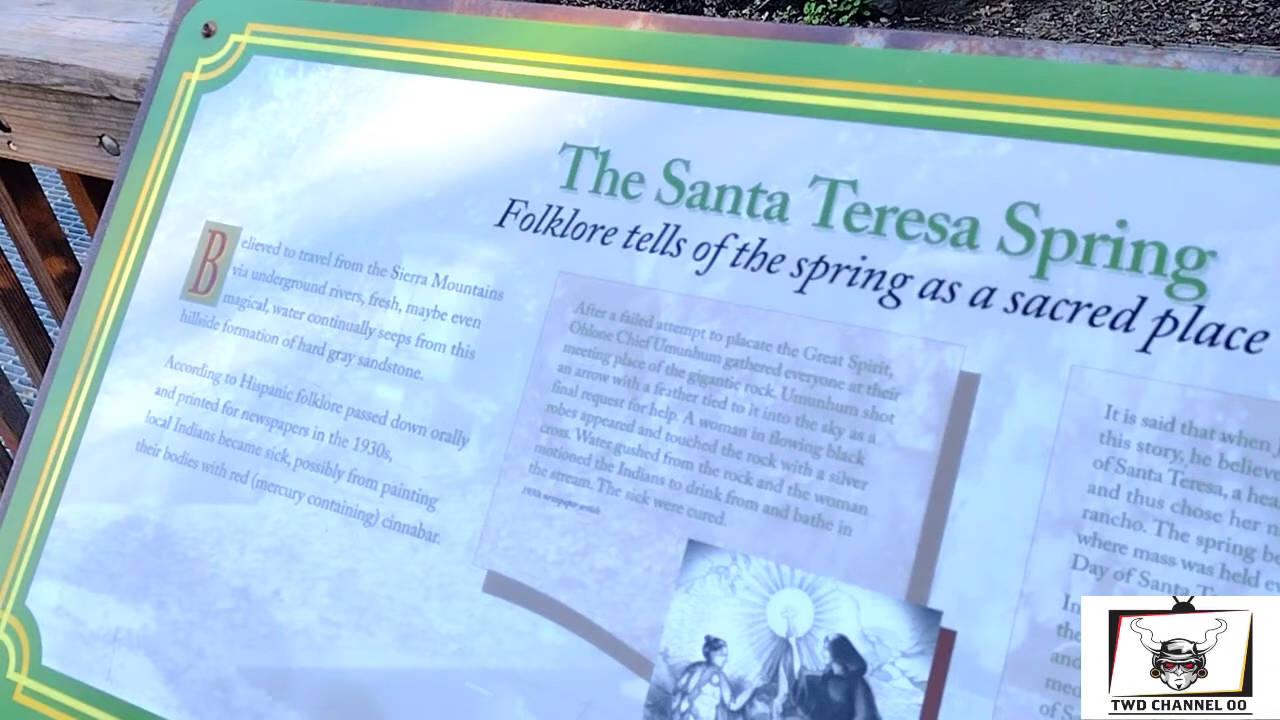 The Santa Teresa Spring
Folklore tells of the spring as a sacred place
Believed to travel from the Sierra Mountains
via underground rivers, fresh, maybe even
magical, water continually seeps from this
hillside formation of hard gray sandstone.
According to Hispanic folklore passed down orally
and printed for newspapers in the 1930s,
local Indians became sick, possibly from painting
their bodies with red (mercury containing) cinnabar.
After a failed attempt to placate the Great Spirit,
Ohlone Chief Umunhum gathered everyone at their
meeting place of the gigantic rock. Umunhum shot
an arrow with a feather tied to it into the sky as a
final request for help. A woman in flowing black
robes appeared and touched the rock with a silver
cross. Water gushed from the rock and the woman
motioned the Indians to drink from and bathe in
the stream. The sick were cured.
newspaper article
It is said that when
this story, he believe
of Santa Teresa, a hea
and thus chose her n
rancho. The spring b
where mass was held e
Day of Santa T
In
the
and
med
of S
TWD CHANNEL OO